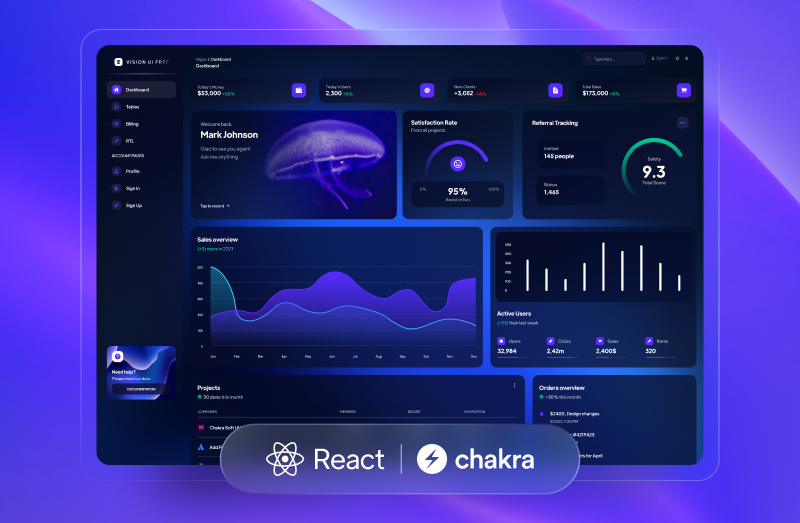 VISION UI FREE
Pages / Dashboard
Dashboard
Type here...
Sign in
Dashboard
Tables
Billing
RTL
ACCOUNT PAGES
Profile
Sign In
Sign Up
Need help?
Please check our docs
DOCUMENTATION
Today's Money
$53,000 +55%
Today's Users
2,300 +5%
New Clients
+3,052 -14%
Total Sales
$173,000 +8%
Welcome back,
Mark Johnson
Glad to see you again!
Ask me anything.
Tap to record
Satisfaction Rate
From all projects
0%
95%
100%
Based on likes
Referral Tracking
Invited
145 people
Bonus
1,465
Safety
9.3
Total Score
Sales overview
(+5) more in 2021
500
400
300
200
100
0
Jan Feb Mar Apr May Jun Jul Aug Sep Oct Nov Dec
500
400
300
200
100
0
Active Users
(+23) than last week
Users
32,984
Clicks
2,42m
Sales
2,400$
Items
320
Projects
30 done this month
COMPANIES MEMBERS BUDGET COMPLETION
Chakra Soft UI
Add
Orders overview
+30% this month
$2400, Design changes
22 DEC 7:20 PM
#4219423
for April
React
chakra